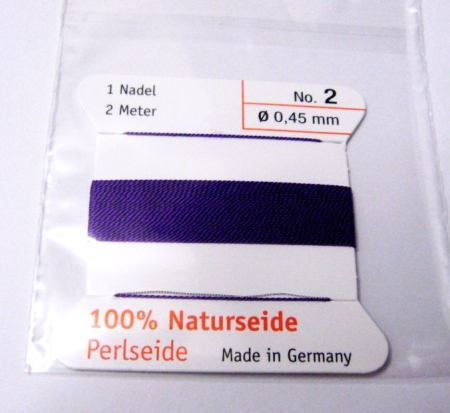 1 Nadel
2 Meter
No. 2
Ø 0,45 mm
100% Naturseide
Perlseide
Made in Germany